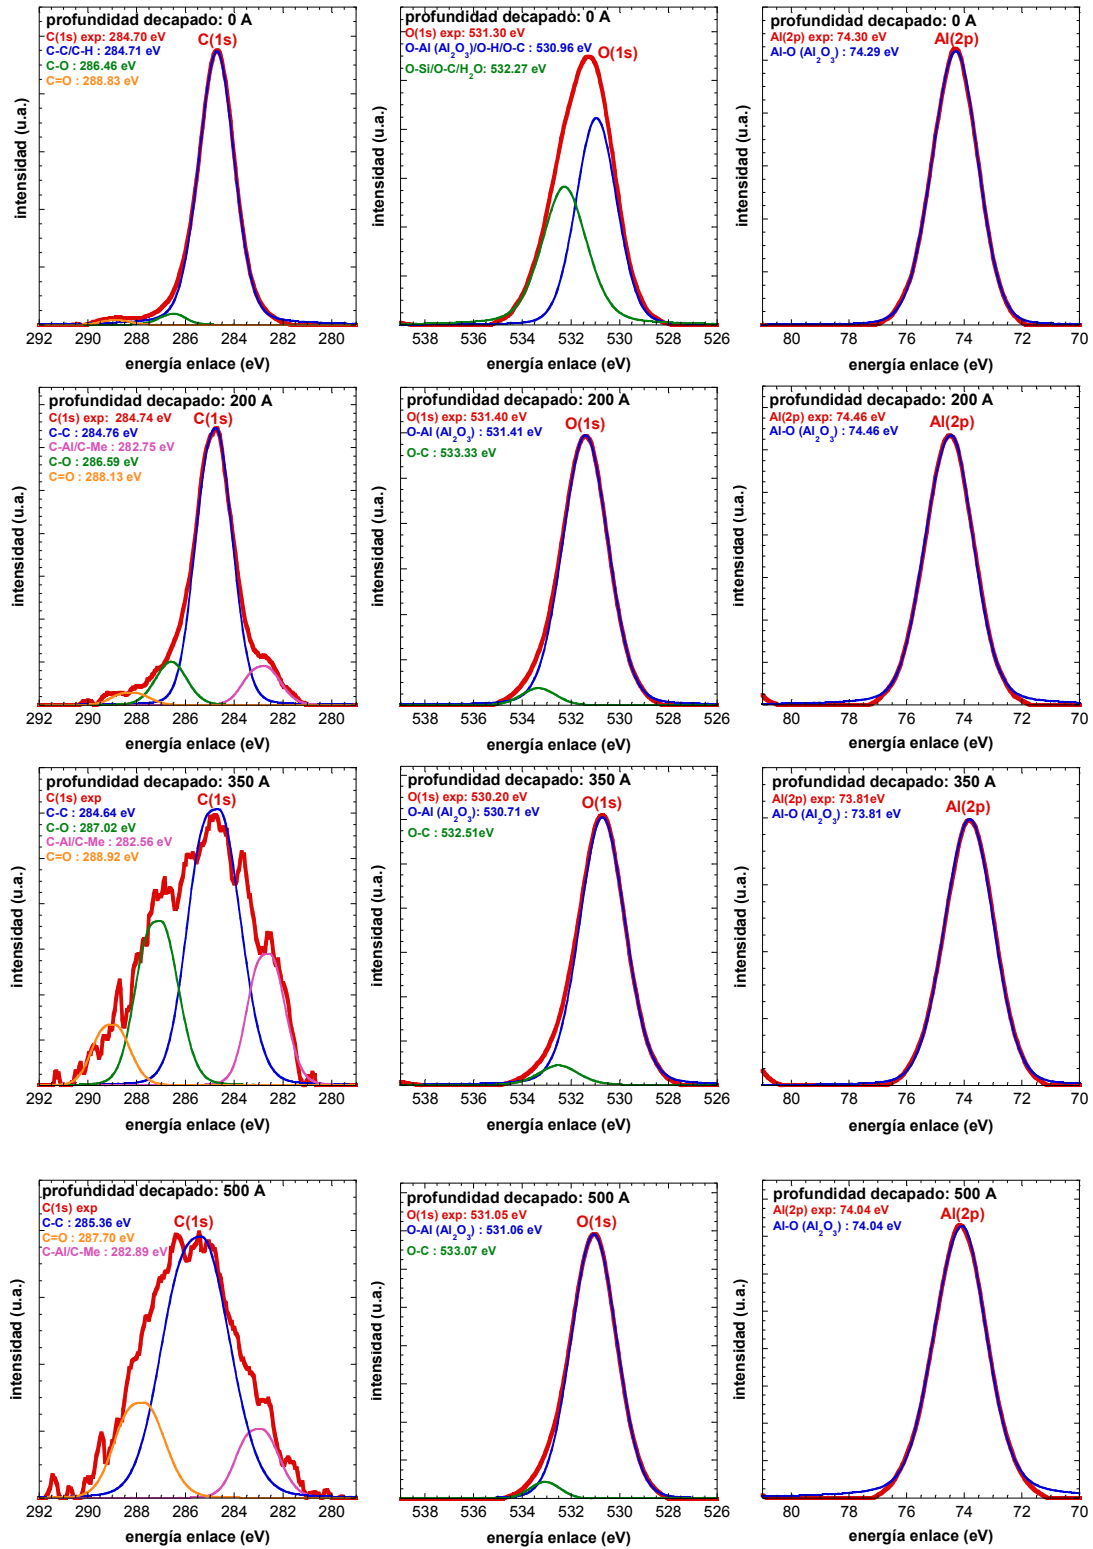 profundidad decapado: 0 A
C(1s) exp: 284.70 eV
C-C/C-H : 284.71 eV
C-O : 286.46 eV
C=O : 288.83 eV
C(1s)
intensidad (u.a.)
292 290 288 286 284 282 280
energía enlace (eV)
profundidad decapado: 0 A
O(1s) exp: 531.30 eV
O-Al (Al2O3)/O-H/O-C : 530.96 eV
O-Si/O-C/H2O: 532.27 eV
O(1s)
intensidad (u.a.)
538 536 534 531 530 528 526
energía enlace (eV)
profundidad decapado: 0 A
Al(2p) exp: 74.30 eV
Al-O (Al2O3) : 74.29 eV
Al(2p)
intensidad (u.a.)
80 78 76 74 72 70
energía enlace (eV)
profundidad decapado: 200 A
C(1s) exp: 284.74 eV
C-C : 284.76 eV
C-Al/C-Me : 282.75 eV
C-O : 286.59 eV
C=O : 288.13 eV
C(1s)
intensidad (u.a.)
292 290 288 286 284 282 280
energía enlace (eV)
profundidad decapado: 200 A
O(1s) exp: 531.40 eV
O-Al (Al2O3) : 531.41 eV
O-C : 533.33 eV
O(1s)
intensidad (u.a.)
538 536 534 531 530 528 526
energía enlace (eV)
profundidad decapado: 200 A
Al(2p) exp: 74.46 eV
Al-O (Al2O3) : 74.46 eV
Al(2p)
intensidad (u.a.)
80 78 76 74 72 70
energía enlace (eV)
profundidad decapado: 350 A
C(1s) exp
C-C : 284.64 eV
C-O : 287.02 eV
C-Al/C-Me : 282.56 eV
C=O : 288.92 eV
C(1s)
intensidad (u.a.)
292 290 288 286 284 282 280
energía enlace (eV)
profundidad decapado: 350 A
O(1s) exp: 530.20 eV
O-Al (Al2O3): 530.71 eV
O-C : 532.51eV
O(1s)
intensidad (u.a.)
538 536 534 531 530 528 526
energía enlace (eV)
profundidad decapado: 350 A
Al(2p) exp: 73.81eV
Al-O (Al2O3) : 73.81 eV
Al(2p)
intensidad (u.a.)
80 78 76 74 72 70
energía enlace (eV)
profundidad decapado: 500 A
C(1s) exp
C-C : 285.36 eV
C=O : 287.70 eV
C-Al/C-Me : 282.89 eV
C(1s)
intensidad (u.a.)
292 290 288 286 284 282 280
energía enlace (eV)
profundidad decapado: 500 A
O(1s) exp: 531.05 eV
O-Al (Al2O3) : 531.06 eV
O-C : 533.07 eV
O(1s)
intensidad (u.a.)
538 536 534 531 530 528 526
energía enlace (eV)
profundidad decapado: 500 A
Al(2p) exp: 74.04 eV
Al-O (Al2O3) : 74.04 eV
Al(2p)
intensidad (u.a.)
80 78 76 74 72 70
energía enlace (eV)